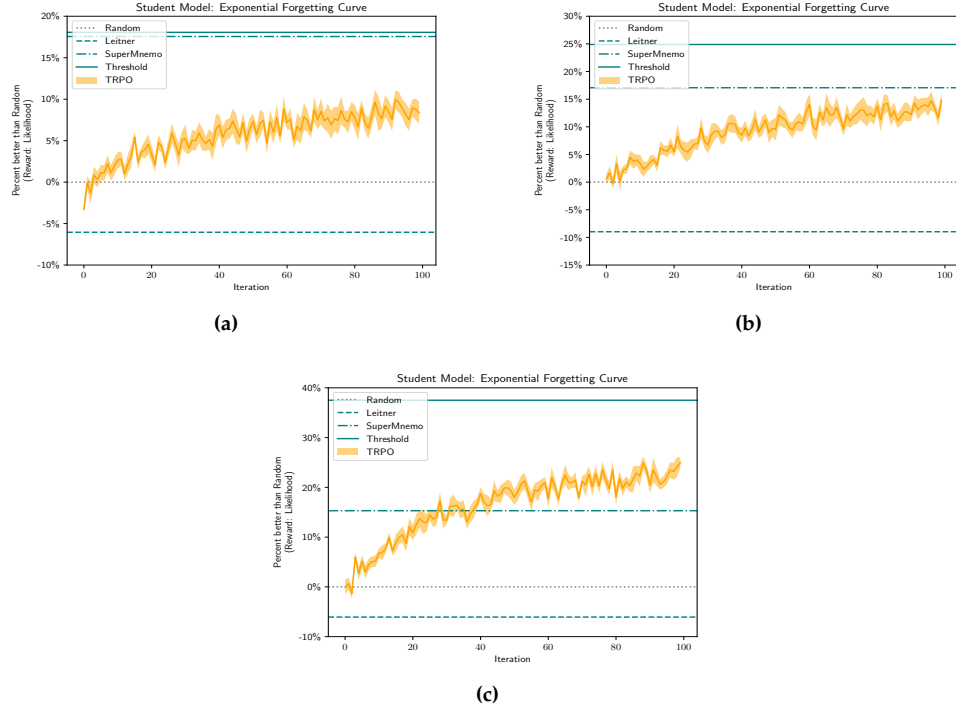 Student Model: Exponential Forgetting Curve
20%
15%
10%
5%
0%
-5%
-10%
Percent better than Random
(Reward: Likelihood)
Random
Leitner
SuperMnemo
Threshold
TRPO
0 20 40 60 80 100
Iteration
(a)
Student Model: Exponential Forgetting Curve
30%
25%
20%
15%
10%
5%
0%
-5%
-10%
-15%
Percent better than Random
(Reward: Likelihood)
Random
Leitner
SuperMnemo
Threshold
TRPO
0 20 40 60 80 100
Iteration
(b)
Student Model: Exponential Forgetting Curve
40%
30%
20%
10%
0%
-10%
Percent better than Random
(Reward: Likelihood)
Random
Leitner
SuperMnemo
Threshold
TRPO
0 20 40 60 80 100
Iteration
(c)